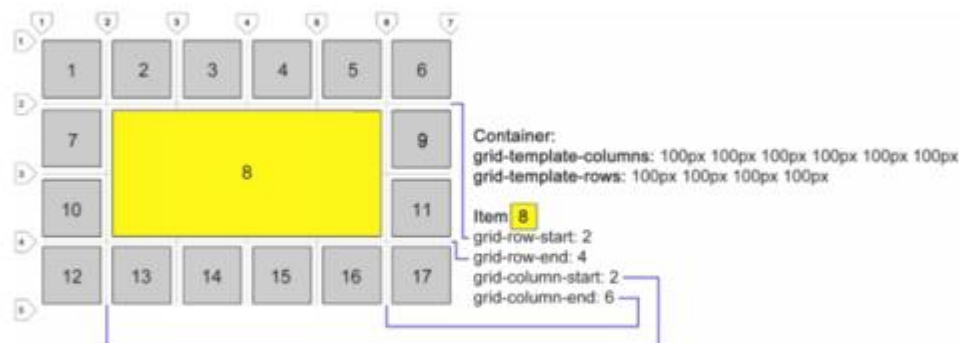 1 2 3 4 5 6 7
1
1 2 3 4 5 6
2
7 8 9
3
10 11
4
12 13 14 15 16 17
5
Container:
grid-template-columns: 100px 100px 100px 100px 100px 100px
grid-template-rows: 100px 100px 100px 100px
Item 8
grid-row-start: 2
grid-row-end: 4
grid-column-start: 2
grid-column-end: 6